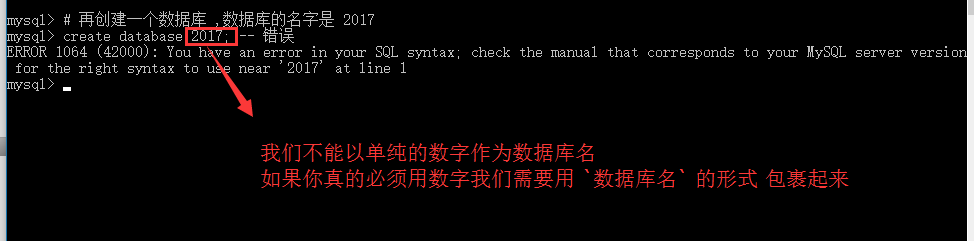 mysql> # 再创建一个数据库 ,数据库的名字是 2017
mysql> create database 2017; -- 错误
ERROR 1064 (42000): You have an error in your SQL syntax; check the manual that corresponds to your MySQL server version
 for the right syntax to use near '2017' at line 1
mysql>
我们不能以单纯的数字作为数据库名
如果你真的必须用数字我们需要用 `数据库名` 的形式 包裹起来